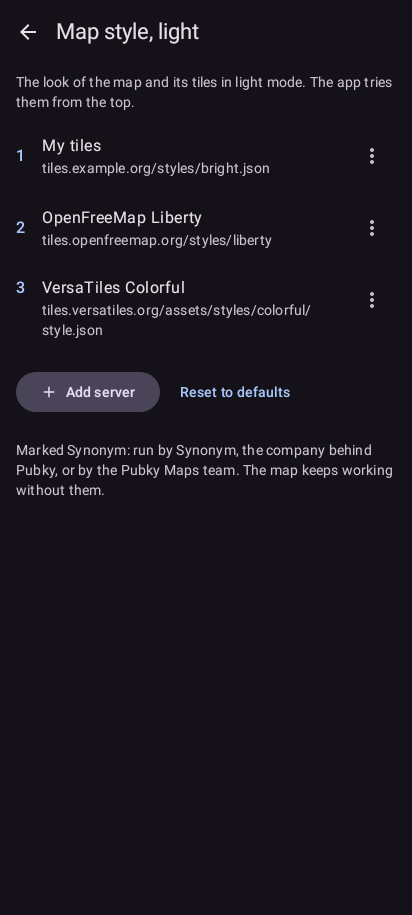 Map style, light
The look of the map and its tiles in light mode. The app tries
them from the top.
1
My tiles
tiles.example.org/styles/bright.json
2
OpenFreeMap Liberty
tiles.openfreemap.org/styles/liberty
3
VersaTiles Colorful
tiles.versatiles.org/assets/styles/colorful/
style.json
+ Add server
Reset to defaults
Marked Synonym: run by Synonym, the company behind
Pubky, or by the Pubky Maps team. The map keeps working
without them.